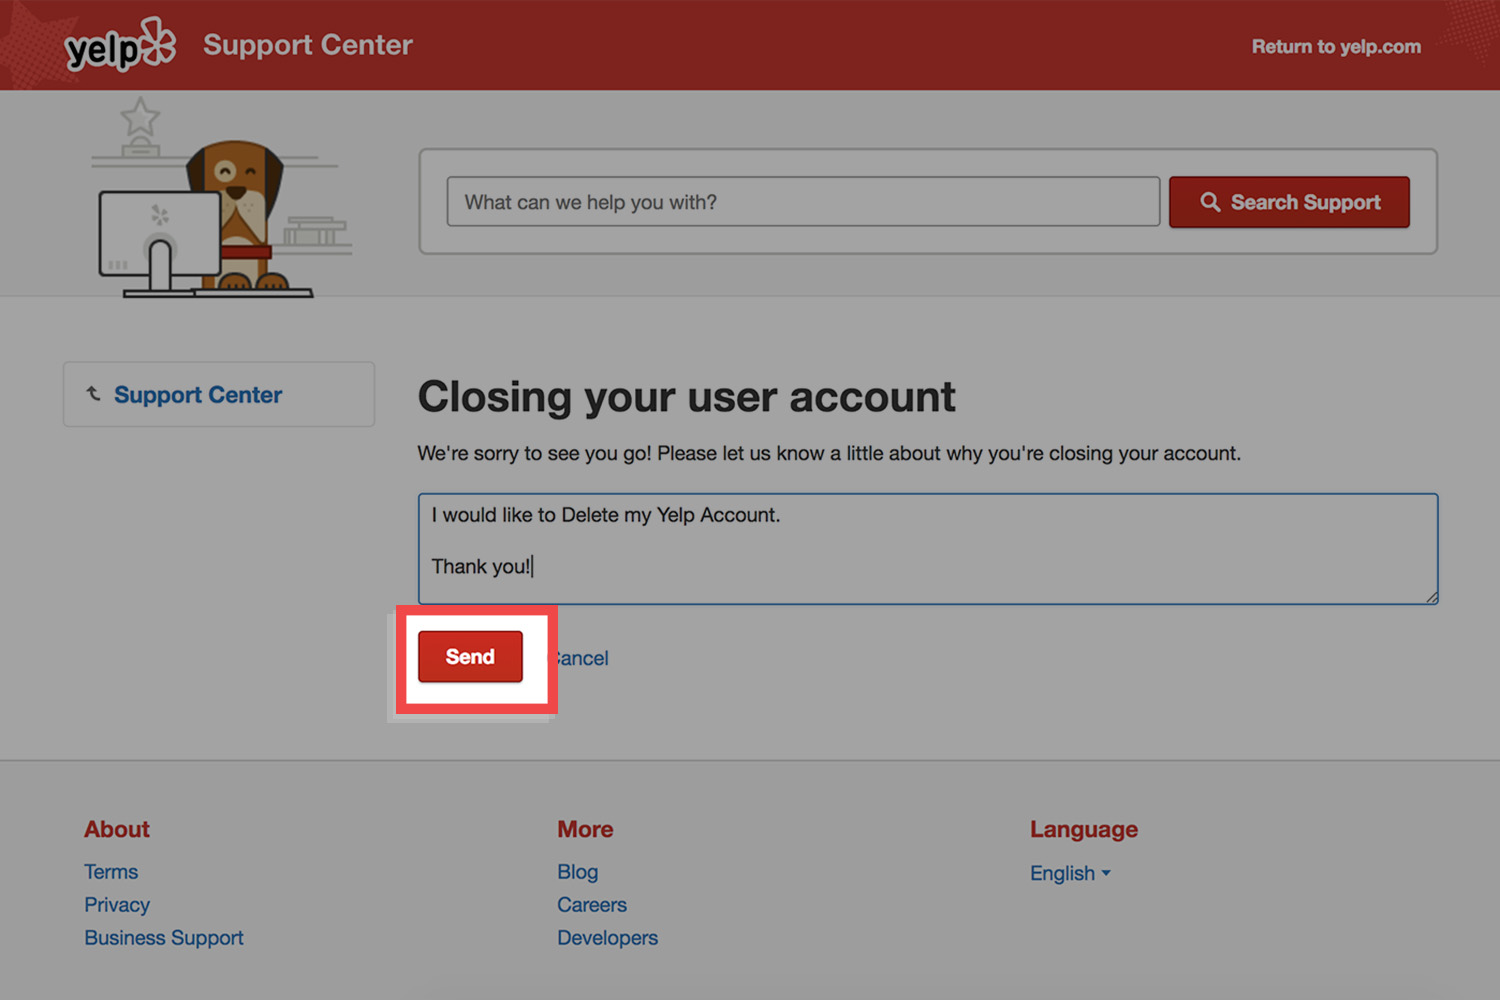 yelp Support Center
Return to yelp.com
What can we help you with?
Search Support
Support Center
Closing your user account
We're sorry to see you go! Please let us know a little about why you're closing your account.
I would like to Delete my Yelp Account.
Thank you!
Send
Cancel
About
Terms
Privacy
Business Support
More
Blog
Careers
Developers
Language
English